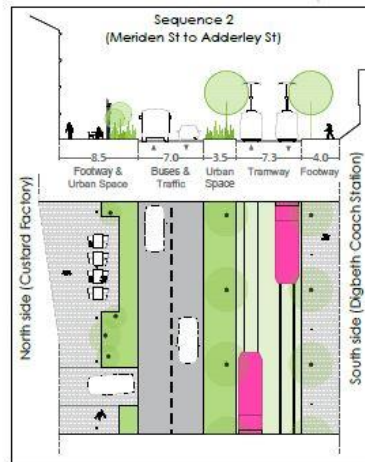 Sequence 2
(Meriden St to Adderley St)
8.5 7.0 3.5 7.3 4.0
Footway & Urban Space Buses & Traffic Urban Space Tramway Footway
North side (Custard Factory)
South side (Digbeth Coach Station)